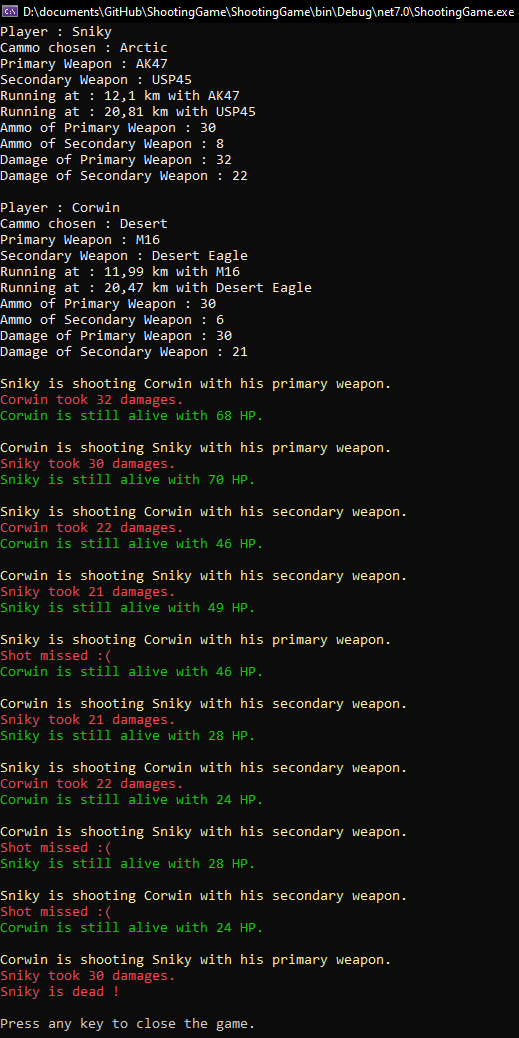 D:\documents\GitHub\ShootingGame\ShootingGame\bin\Debug\net7.0\ShootingGame.exe
Player : Sniky
Cammo chosen : Arctic
Primary Weapon : AK47
Secondary Weapon : USP45
Running at : 12,1 km with AK47
Running at : 20,81 km with USP45
Ammo of Primary Weapon : 30
Ammo of Secondary Weapon : 8
Damage of Primary Weapon : 32
Damage of Secondary Weapon : 22

Player : Corwin
Cammo chosen : Desert
Primary Weapon : M16
Secondary Weapon : Desert Eagle
Running at : 11,99 km with M16
Running at : 20,47 km with Desert Eagle
Ammo of Primary Weapon : 30
Ammo of Secondary Weapon : 6
Damage of Primary Weapon : 30
Damage of Secondary Weapon : 21

Sniky is shooting Corwin with his primary weapon.
Corwin took 32 damages.
Corwin is still alive with 68 HP.

Corwin is shooting Sniky with his primary weapon.
Sniky took 30 damages.
Sniky is still alive with 70 HP.

Sniky is shooting Corwin with his secondary weapon.
Corwin took 22 damages.
Corwin is still alive with 46 HP.

Corwin is shooting Sniky with his secondary weapon.
Sniky took 21 damages.
Sniky is still alive with 49 HP.

Sniky is shooting Corwin with his primary weapon.
Shot missed :(
Corwin is still alive with 46 HP.

Corwin is shooting Sniky with his secondary weapon.
Sniky took 21 damages.
Sniky is still alive with 28 HP.

Sniky is shooting Corwin with his secondary weapon.
Corwin took 22 damages.
Corwin is still alive with 24 HP.

Corwin is shooting Sniky with his secondary weapon.
Shot missed :(
Sniky is still alive with 28 HP.

Sniky is shooting Corwin with his secondary weapon.
Shot missed :(
Corwin is still alive with 24 HP.

Corwin is shooting Sniky with his primary weapon.
Sniky took 30 damages.
Sniky is dead !

Press any key to close the game.